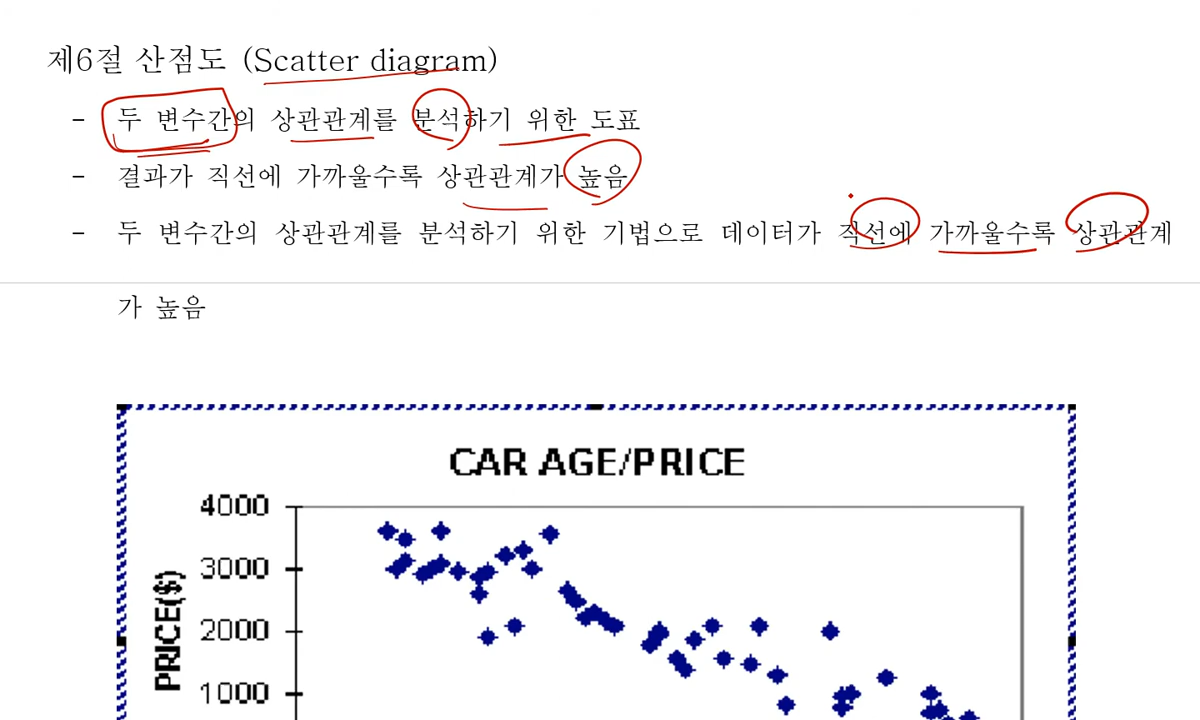 제6절 산점도 (Scatter diagram)
- 두 변수간의 상관관계를 분석하기 위한 도표
- 결과가 직선에 가까울수록 상관관계가 높음
- 두 변수간의 상관관계를 분석하기 위한 기법으로 데이터가 직선에 가까울수록 상관관계
가 높음
CAR AGE/PRICE
4000
3000
2000
1000
PRICE($)